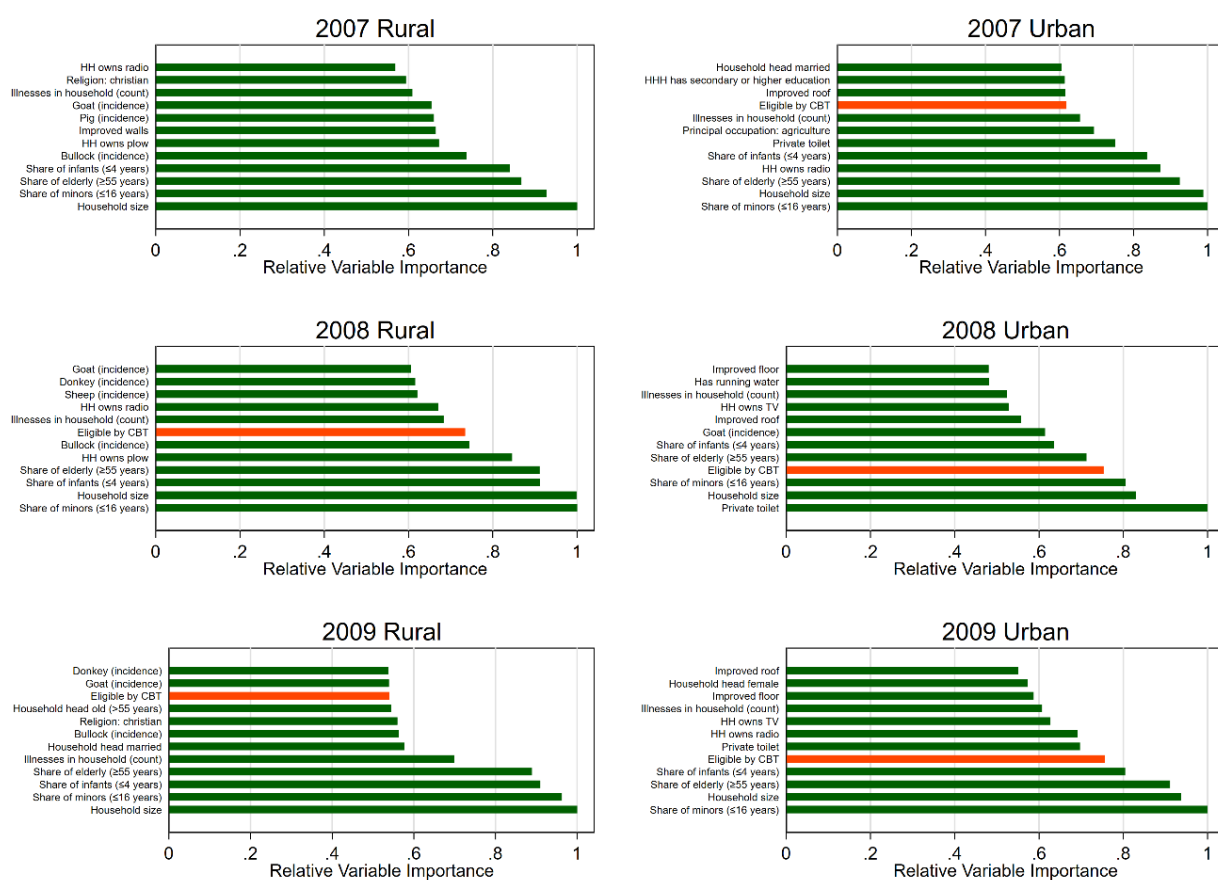 2007 Rural
HH owns radio
Religion: christian
Illnesses in household (count)
Goat (incidence)
Pig (incidence)
Improved walls
HH owns plow
Bullock (incidence)
Share of infants (≤4 years)
Share of elderly (≥55 years)
Share of minors (≤16 years)
Household size
0 .2 .4 .6 .8 1
Relative Variable Importance
2007 Urban
Household head married
HHH has secondary or higher education
Improved roof
Eligible by CBT
Illnesses in household (count)
Principal occupation: agriculture
Private toilet
Share of infants (≤4 years)
HH owns radio
Share of elderly (≥55 years)
Household size
Share of minors (≤16 years)
0 .2 .4 .6 .8 1
Relative Variable Importance
2008 Rural
Goat (incidence)
Donkey (incidence)
Sheep (incidence)
HH owns radio
Illnesses in household (count)
Eligible by CBT
Bullock (incidence)
HH owns plow
Share of elderly (≥55 years)
Share of infants (≤4 years)
Household size
Share of minors (≤16 years)
0 .2 .4 .6 .8 1
Relative Variable Importance
2008 Urban
Improved floor
Has running water
Illnesses in household (count)
HH owns TV
Improved roof
Goat (incidence)
Share of infants (≤4 years)
Share of elderly (≥55 years)
Eligible by CBT
Share of minors (≤16 years)
Household size
Private toilet
0 .2 .4 .6 .8 1
Relative Variable Importance
2009 Rural
Donkey (incidence)
Goat (incidence)
Eligible by CBT
Household head old (>55 years)
Religion: christian
Bullock (incidence)
Household head married
Illnesses in household (count)
Share of elderly (≥55 years)
Share of infants (≤4 years)
Share of minors (≤16 years)
Household size
0 .2 .4 .6 .8 1
Relative Variable Importance
2009 Urban
Improved roof
Household head female
Improved floor
Illnesses in household (count)
HH owns TV
HH owns radio
Private toilet
Eligible by CBT
Share of infants (≤4 years)
Share of elderly (≥55 years)
Household size
Share of minors (≤16 years)
0 .2 .4 .6 .8 1
Relative Variable Importance